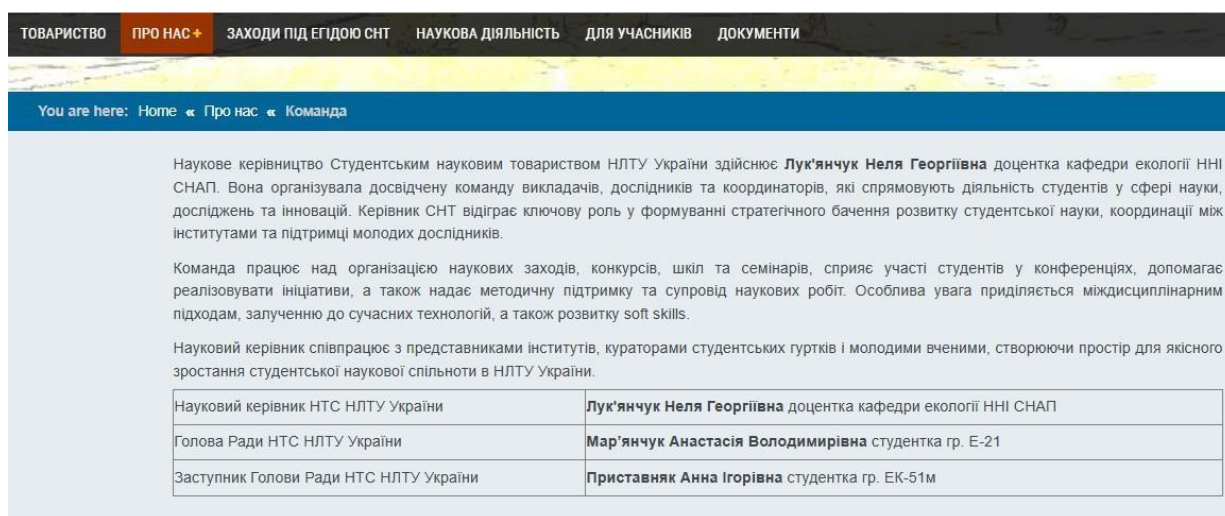 ТОВАРИСТВО ПРО НАС+ ЗАХОДИ ПІД ЕГІДОЮ СНТ НАУКОВА ДІЯЛЬНІСТЬ ДЛЯ УЧАСНИКІВ ДОКУМЕНТИ
You are here: Home « Про нас « Команда
Наукове керівництво Студентським науковим товариством НЛТУ України здійснює Лук'янчук Неля Георгіївна доцентка кафедри екології ННІ
СНАП. Вона організувала досвідчену команду викладачів, дослідників та координаторів, які спрямовують діяльність студентів у сфері науки,
досліджень та інновацій. Керівник СНТ відіграє ключову роль у формуванні стратегічного бачення розвитку студентської науки, координації між
інститутами та підтримці молодих дослідників.
Команда працює над організацією наукових заходів, конкурсів, шкіл та семінарів, сприяє участі студентів у конференціях, допомагає
реалізовувати ініціативи, а також надає методичну підтримку та супровід наукових робіт. Особлива увага приділяється міждисциплінарним
підходам, залученню до сучасних технологій, а також розвитку soft skills.
Науковий керівник співпрацює з представниками інститутів, кураторами студентських гуртків і молодими вченими, створюючи простір для якісного
зростання студентської наукової спільноти в НЛТУ України.
Науковий керівник НТС НЛТУ України Лук'янчук Неля Георгіївна доцентка кафедри екології ННІ СНАП
Голова Ради НТС НЛТУ України Мар’янчук Анастасія Володимирівна студентка гр. Е-21
Заступник Голови Ради НТС НЛТУ України Приставняк Анна Ігорівна студентка гр. ЕК-51м